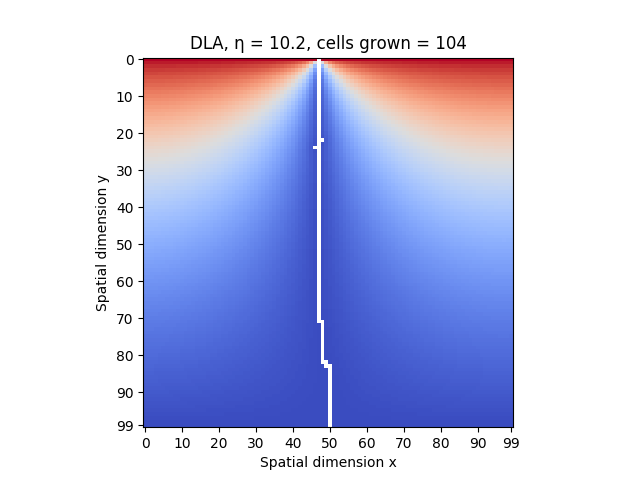 DLA, η = 10.2, cells grown = 104
0
10
20
30
40
50
60
70
80
90
99
Spatial dimension y
0 10 20 30 40 50 60 70 80 90 99
Spatial dimension x